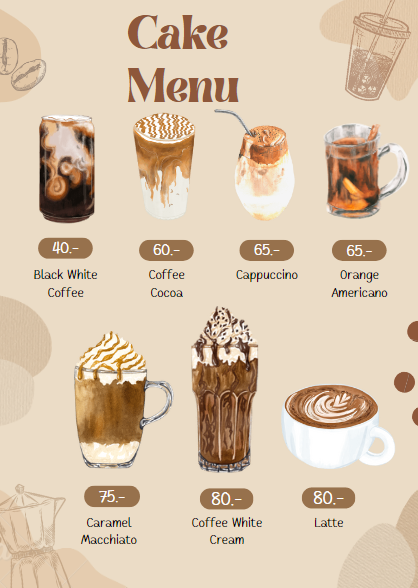 Cake
Menu
40.-
60.-
65.-
65.-
Black White
Coffee
Coffee
Cocoa
Cappuccino
Orange
Americano
75.-
80.-
80.-
Caramel
Macchiato
Coffee White
Cream
Latte